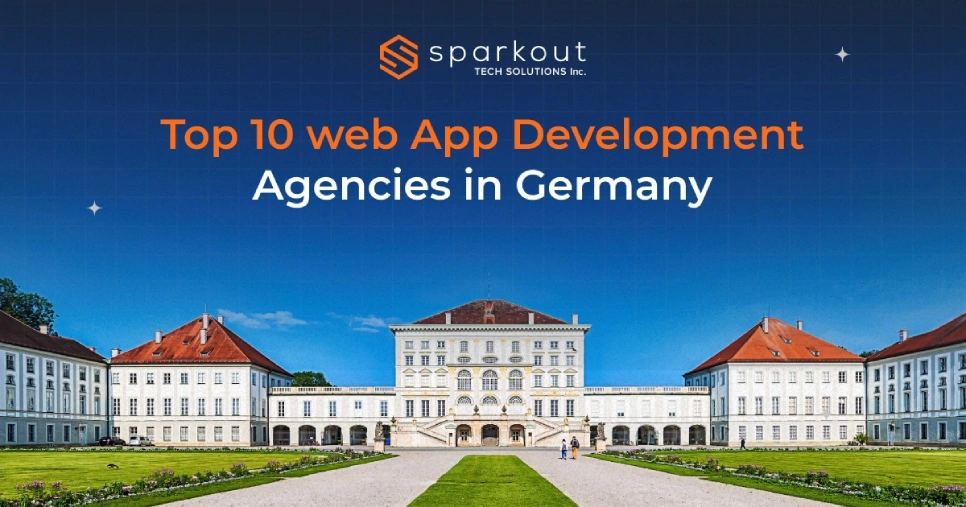 sparkout
TECH SOLUTIONS Inc.
Top 10 web App Development
Agencies in Germany